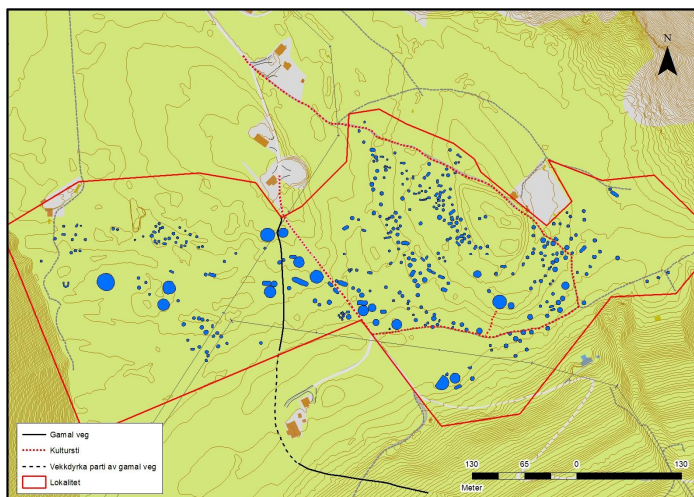 N
Gamal veg
Kultursti
Vekkdyrka parti av gamal veg
Lokalitet
130 65 0 130
Meter